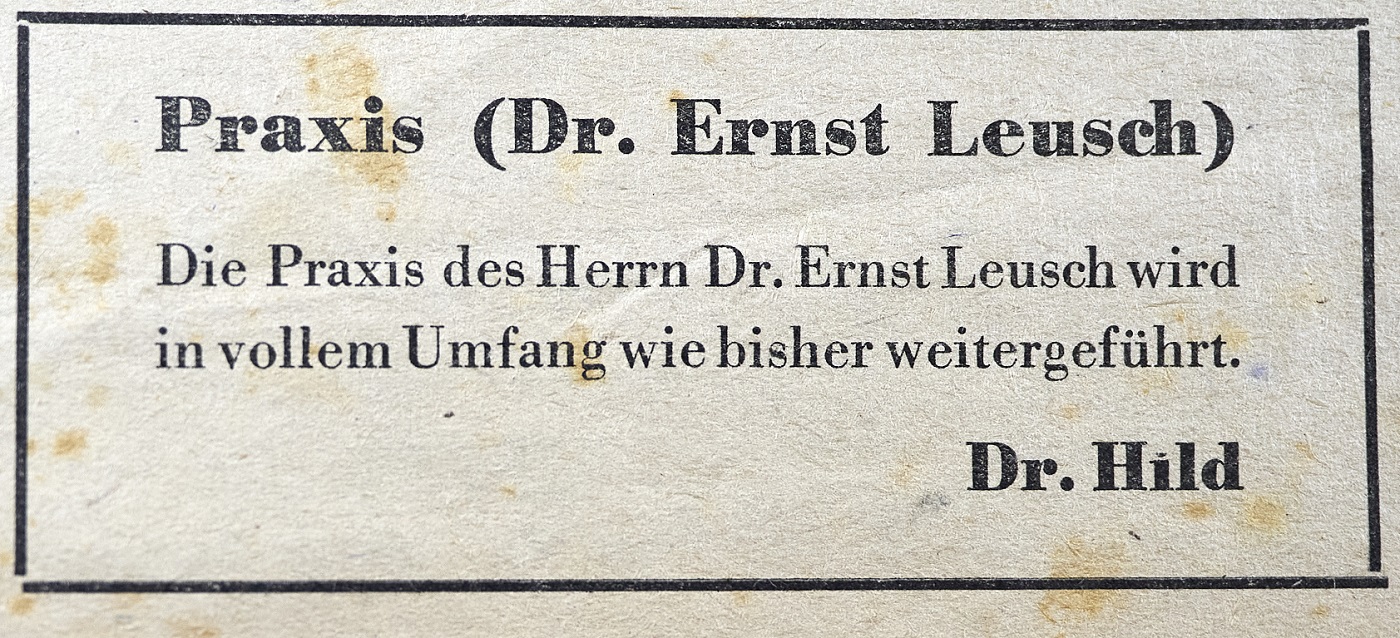 Praxis (Dr. Ernst Leusch)
Die Praxis des Herrn Dr. Ernst Leusch wird
in vollem Umfang wie bisher weitergeführt.
Dr. Hild